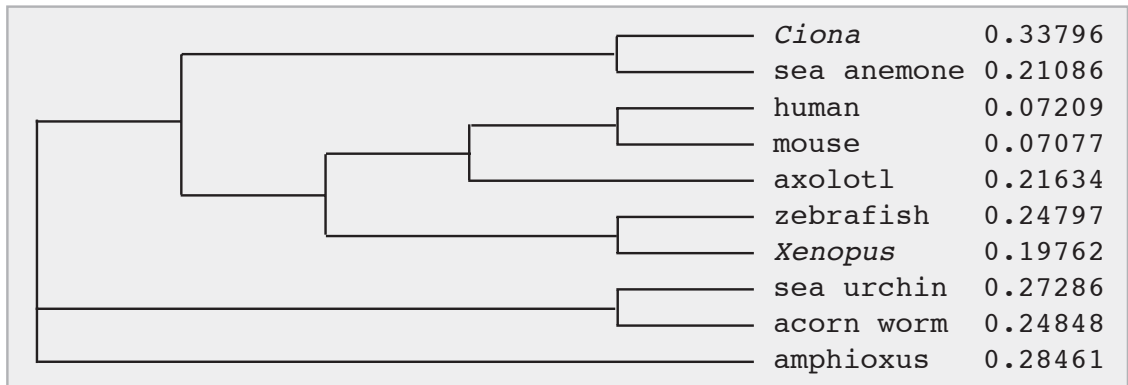 Ciona 0.33796
sea anemone 0.21086
human 0.07209
mouse 0.07077
axolotl 0.21634
zebrafish 0.24797
Xenopus 0.19762
sea urchin 0.27286
acorn worm 0.24848
amphioxus 0.28461